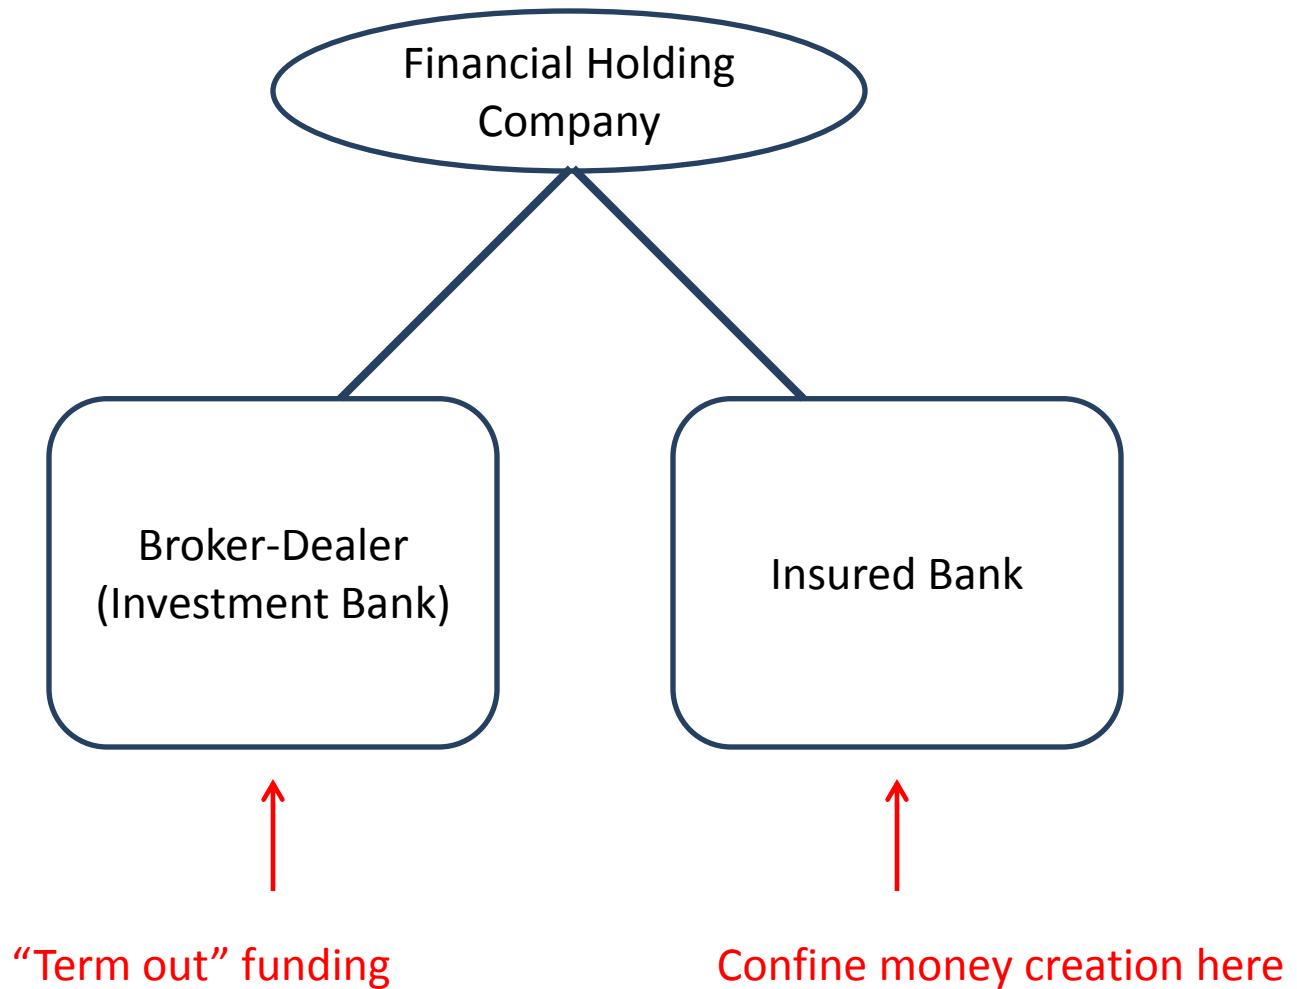 Financial Holding
Company
Broker-Dealer
(Investment Bank)
Insured Bank
“Term out” funding
Confine money creation here